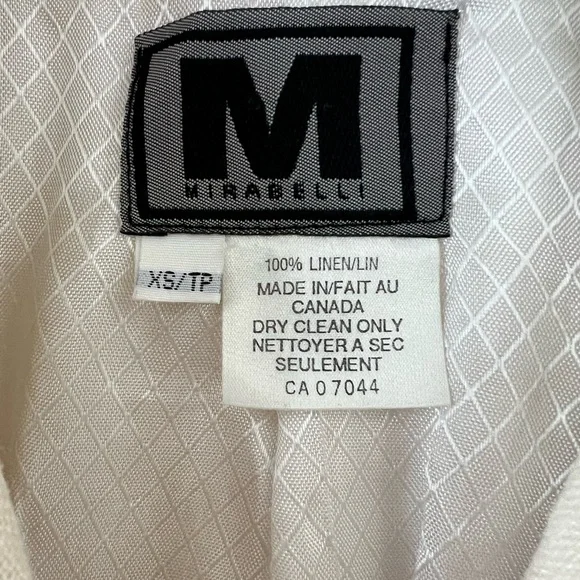 M
MIRABELLI
XS/TP
100% LINEN/LIN
MADE IN/FAIT AU
CANADA
DRY CLEAN ONLY
NETTOYER A SEC
SEULEMENT
CA 0 7044